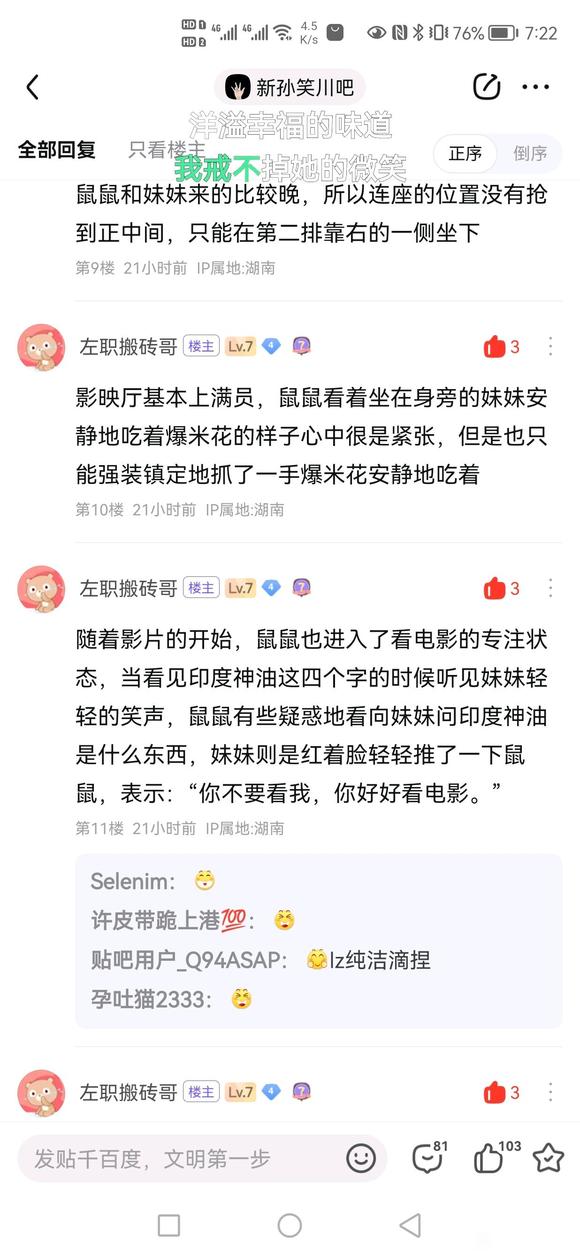 HD 1
HD 2
4G
4G
4.5
K/s
76%
7:22
新孙笑川吧
洋溢幸福的味道
全部回复
只看楼主
我戒不掉她的微笑
正序
倒序
鼠鼠和妹妹来的比较晚，所以连座的位置没有抢
到正中间，只能在第二排靠右的一侧坐下
第9楼 21小时前 IP属地:湖南
左职搬砖哥 楼主 Lv.7 4 7
3
影映厅基本上满员，鼠鼠看着坐在身旁的妹妹安
静地吃着爆米花的样子心中很是紧张，但是也只
能强装镇定地抓了一手爆米花安静地吃着
第10楼 21小时前 IP属地:湖南
左职搬砖哥 楼主 Lv.7 4 7
3
随着影片的开始，鼠鼠也进入了看电影的专注状
态，当看见印度神油这四个字的时候听见妹妹轻
轻的笑声，鼠鼠有些疑惑地看向妹妹问印度神油
是什么东西，妹妹则是红着脸轻轻推了一下鼠
鼠，表示：“你不要看我，你好好看电影。”
第11楼 21小时前 IP属地:湖南
Selenim：😁
许皮带跪上港💯：😆
贴吧用户_Q94ASAP：🤗lz纯洁滴捏
孕吐猫2333：😆
左职搬砖哥 楼主 Lv.7 4 7
3
发贴千百度，文明第一步
81
103